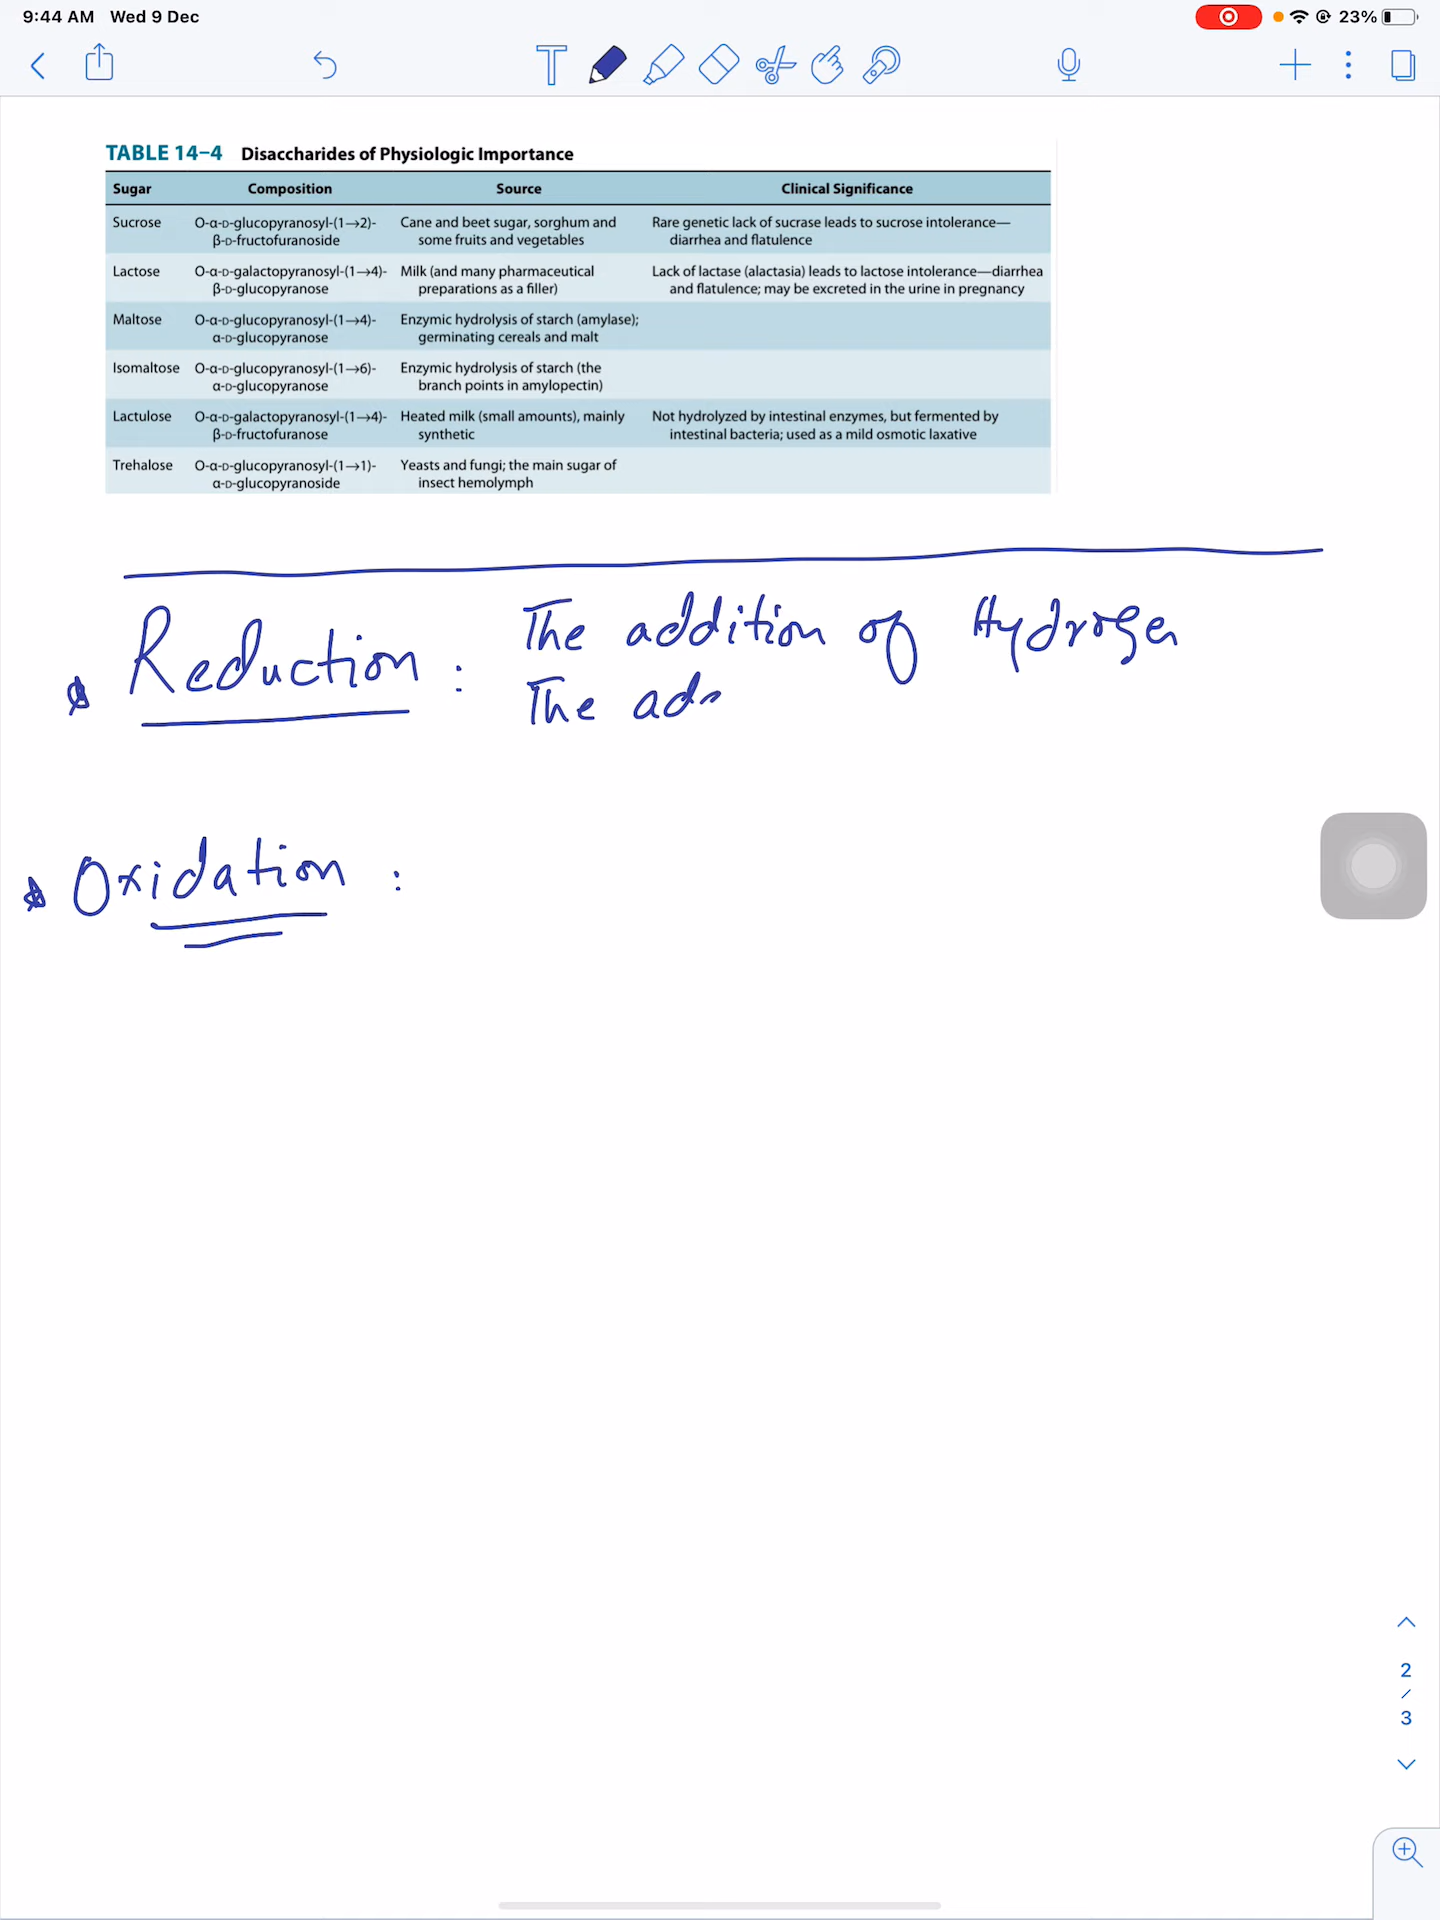 9:44 AM Wed 9 Dec
23%
TABLE 14–4 Disaccharides of Physiologic Importance
Sugar Composition Source Clinical Significance
Sucrose O-α-D-glucopyranosyl-(1→2)- Cane and beet sugar, sorghum and Rare genetic lack of sucrase leads to sucrose intolerance—
β-D-fructofuranoside some fruits and vegetables diarrhea and flatulence
Lactose O-α-D-galactopyranosyl-(1→4)- Milk (and many pharmaceutical Lack of lactase (alactasia) leads to lactose intolerance—diarrhea
β-D-glucopyranose preparations as a filler) and flatulence; may be excreted in the urine in pregnancy
Maltose O-α-D-glucopyranosyl-(1→4)- Enzymic hydrolysis of starch (amylase);
α-D-glucopyranose germinating cereals and malt
Isomaltose O-α-D-glucopyranosyl-(1→6)- Enzymic hydrolysis of starch (the
α-D-glucopyranose branch points in amylopectin)
Lactulose O-α-D-galactopyranosyl-(1→4)- Heated milk (small amounts), mainly Not hydrolyzed by intestinal enzymes, but fermented by
β-D-fructofuranose synthetic intestinal bacteria; used as a mild osmotic laxative
Trehalose O-α-D-glucopyranosyl-(1→1)- Yeasts and fungi; the main sugar of
α-D-glucopyranoside insect hemolymph
Reduction : The addition of Hydrogen
The ad
Oxidation :
2
/
3